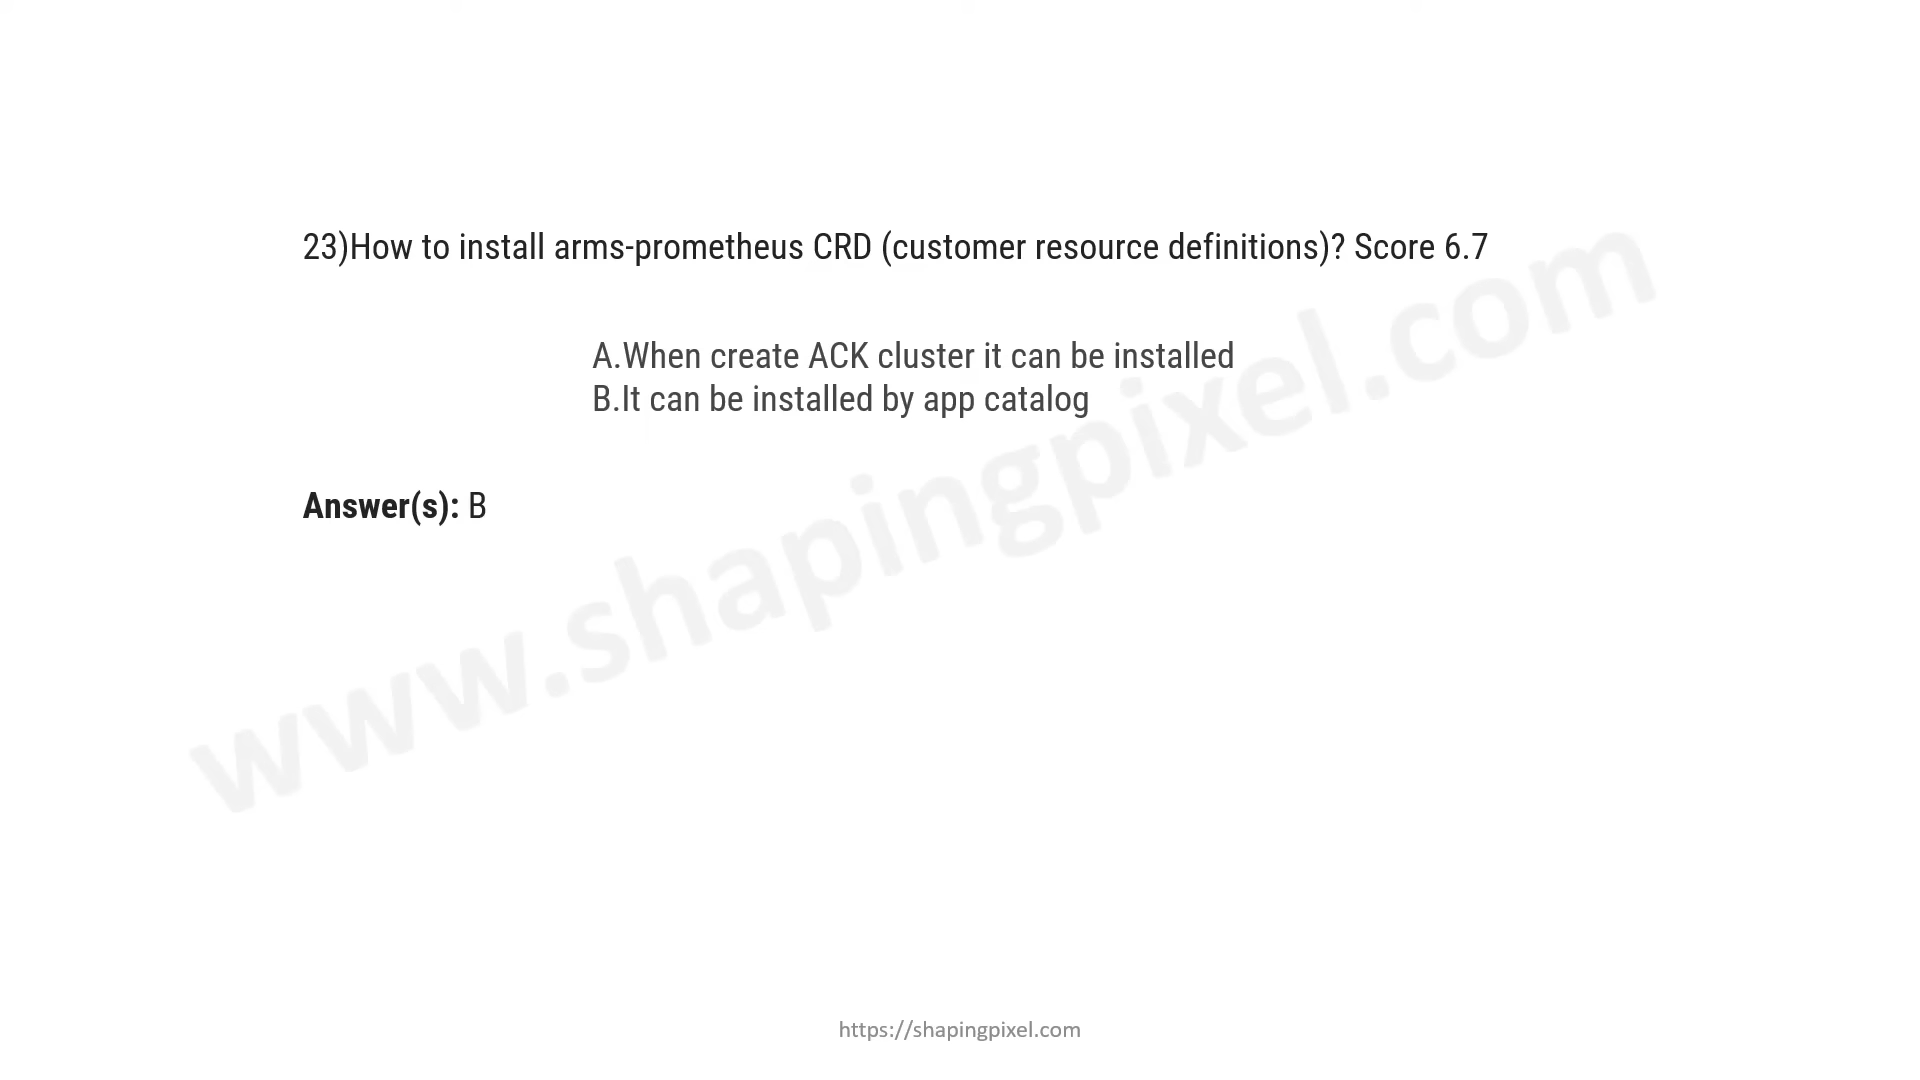 23)How to install arms-prometheus CRD (customer resource definitions)? Score 6.7
A.When create ACK cluster it can be installed
B.It can be installed by app catalog
Answer(s): B
www.shapingpixel.com
https://shapingpixel.com